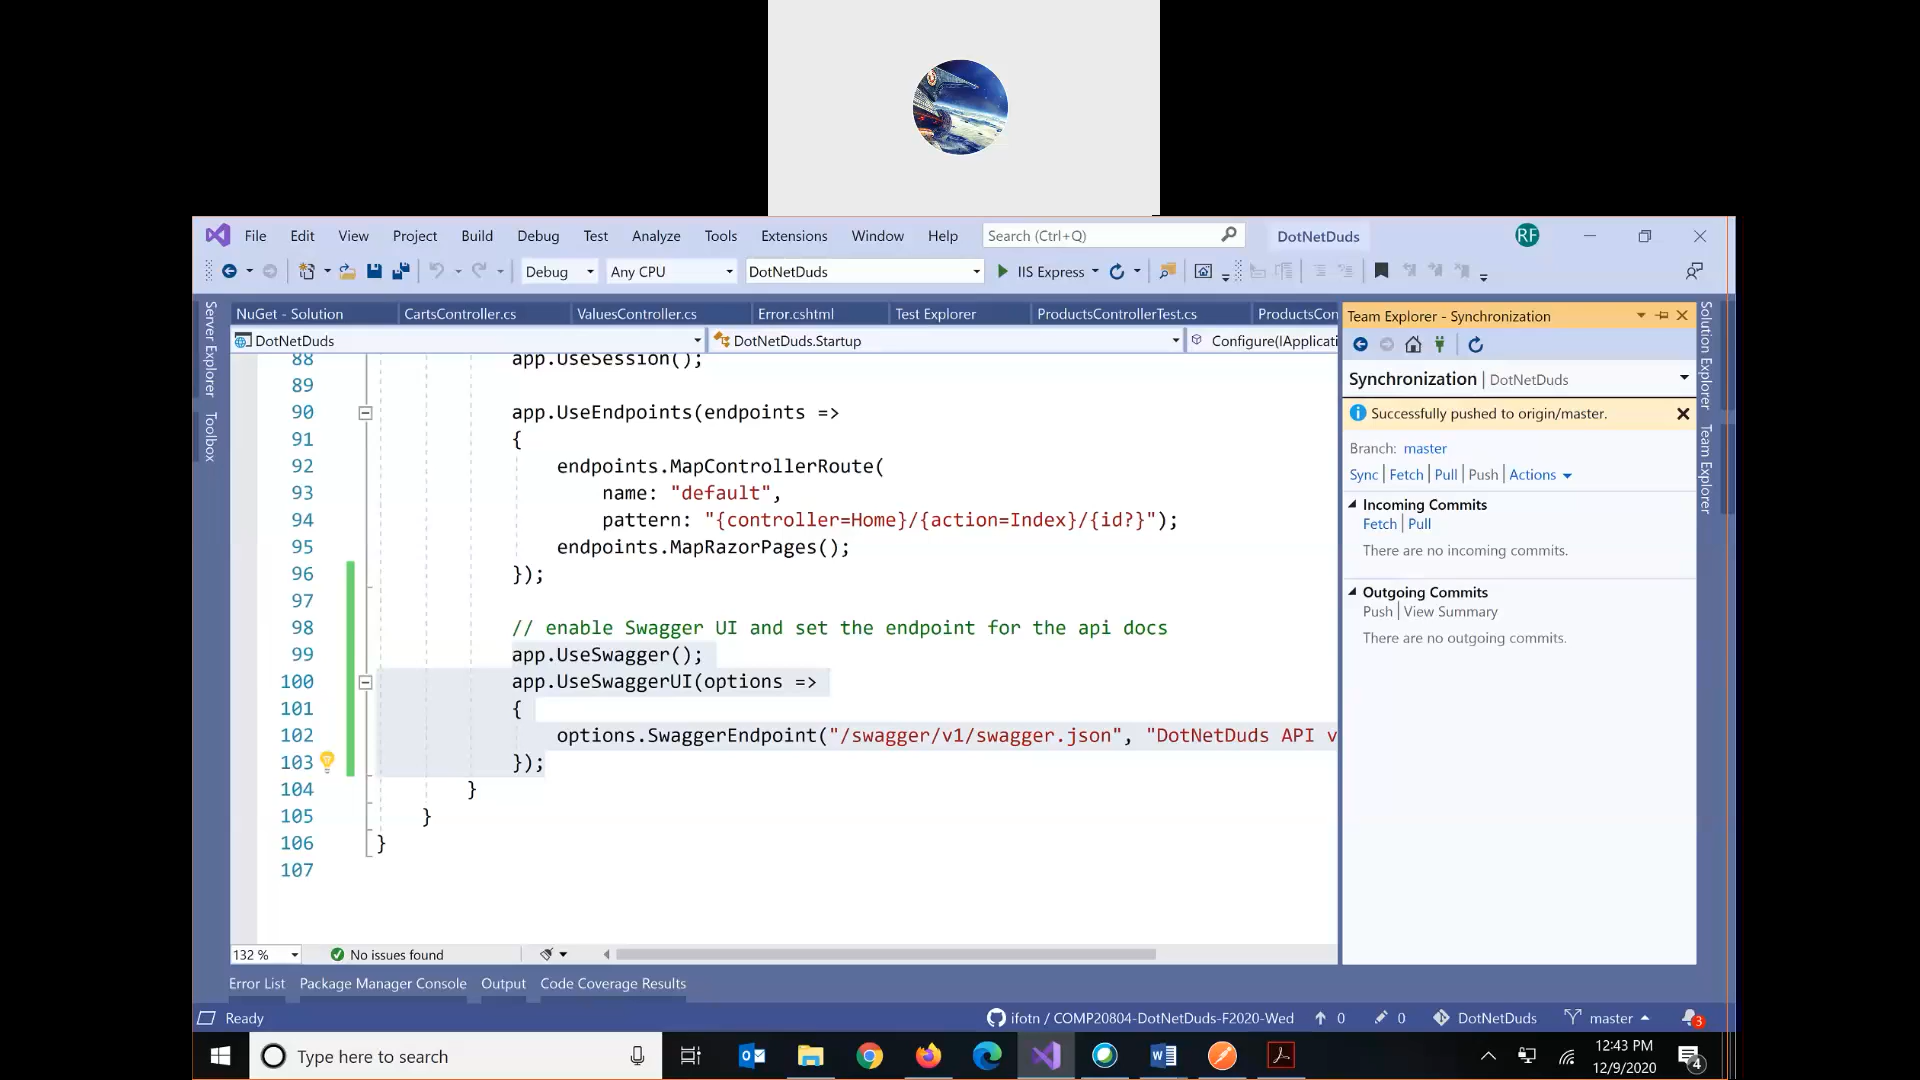 File Edit View Project Build Debug Test Analyze Tools Extensions Window Help Search (Ctrl+Q) DotNetDuds RF
Debug Any CPU DotNetDuds IIS Express
Server Explorer
Toolbox
NuGet - Solution CartsController.cs ValuesController.cs Error.cshtml Test Explorer ProductsControllerTest.cs ProductsCon
DotNetDuds DotNetDuds.Startup Configure(IApplicati
88 app.UseSession();
89
90 app.UseEndpoints(endpoints =>
91 {
92 endpoints.MapControllerRoute(
93 name: "default",
94 pattern: "{controller=Home}/{action=Index}/{id?}");
95 endpoints.MapRazorPages();
96 });
97
98 // enable Swagger UI and set the endpoint for the api docs
99 app.UseSwagger();
100 app.UseSwaggerUI(options =>
101 {
102 options.SwaggerEndpoint("/swagger/v1/swagger.json", "DotNetDuds API v
103 });
104 }
105 }
106 }
107
132 % No issues found
Team Explorer - Synchronization
Synchronization | DotNetDuds
Successfully pushed to origin/master.
Branch: master
Sync | Fetch | Pull | Push | Actions
Incoming Commits
Fetch | Pull
There are no incoming commits.
Outgoing Commits
Push | View Summary
There are no outgoing commits.
Solution Explorer
Team Explorer
Error List Package Manager Console Output Code Coverage Results
Ready ifotn / COMP20804-DotNetDuds-F2020-Wed 0 0 DotNetDuds master 3
Type here to search 12:43 PM
12/9/2020 4